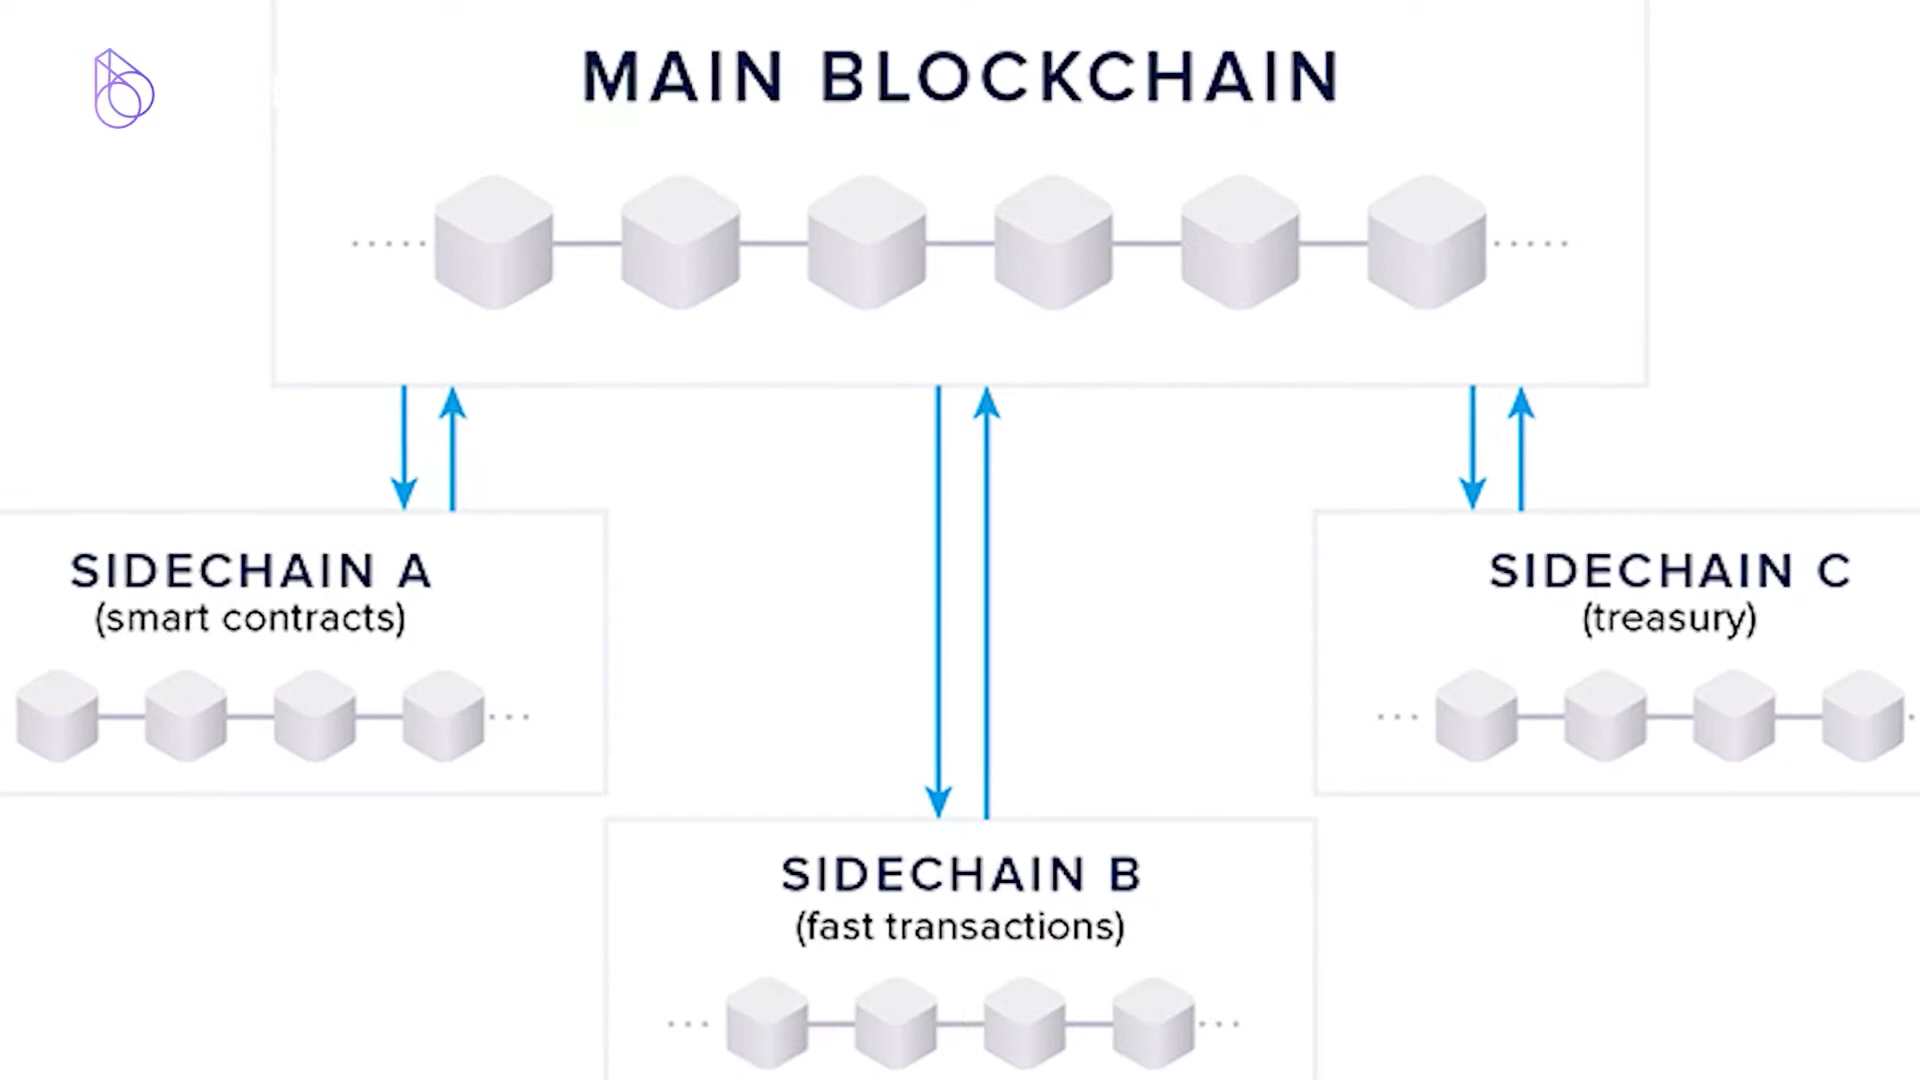 MAIN BLOCKCHAIN
SIDECHAIN A
(smart contracts)
SIDECHAIN C
(treasury)
SIDECHAIN B
(fast transactions)